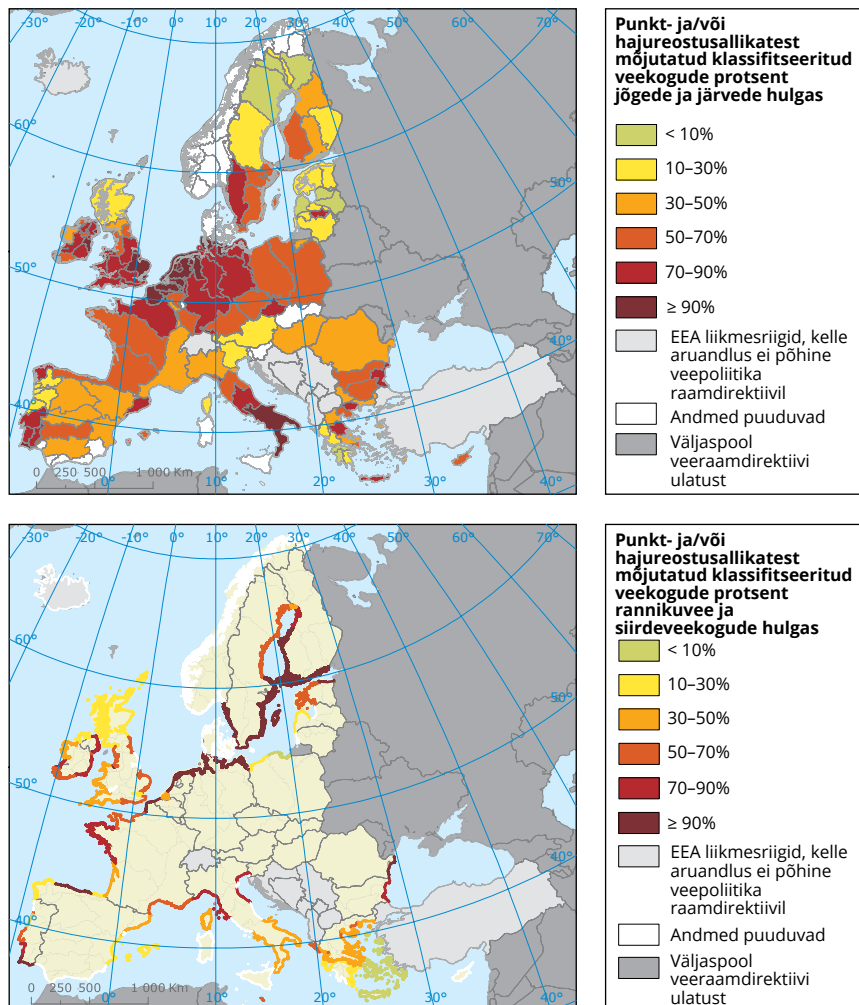 -30° -20° -10° 0° 10° 20° 30° 40° 50° 60° 70°
60°
50°
40°
50°
40°
0 250 500 1 000 Km
0° 10° 20° 30° 40°
Punkt- ja/või
hajureostusallikatest
mõjutatud klassifitseeritud
veekogude protsent
jõgede ja järvede hulgas
< 10%
10–30%
30–50%
50–70%
70–90%
≥ 90%
EEA liikmesriigid, kelle
aruandlus ei põhine
veepoliitika
raamdirektiivil
Andmed puuduvad
Väljaspool
veeraamdirektiivi
ulatust
-30° -20° -10° 0° 10° 20° 30° 40° 50° 60° 70°
60°
50°
40°
50°
40°
0 250 500 1 000 Km
0° 10° 20° 30° 40°
Punkt- ja/või
hajureostusallikatest
mõjutatud klassifitseeritud
veekogude protsent
rannikuvee ja
siirdeveekogude hulgas
< 10%
10–30%
30–50%
50–70%
70–90%
≥ 90%
EEA liikmesriigid, kelle
aruandlus ei põhine
veepoliitika
raamdirektiivil
Andmed puuduvad
Väljaspool
veeraamdirektiivi
ulatust